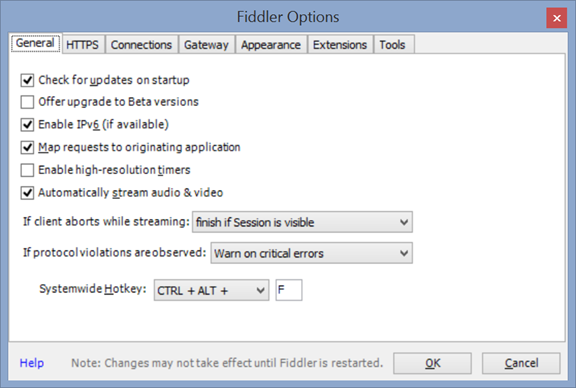 Fiddler Options
General HTTPS Connections Gateway Appearance Extensions Tools
Check for updates on startup
Offer upgrade to Beta versions
Enable IPv6 (if available)
Map requests to originating application
Enable high-resolution timers
Automatically stream audio & video
If client aborts while streaming: finish if Session is visible
If protocol violations are observed: Warn on critical errors
Systemwide Hotkey: CTRL + ALT + F
Help Note: Changes may not take effect until Fiddler is restarted. OK Cancel